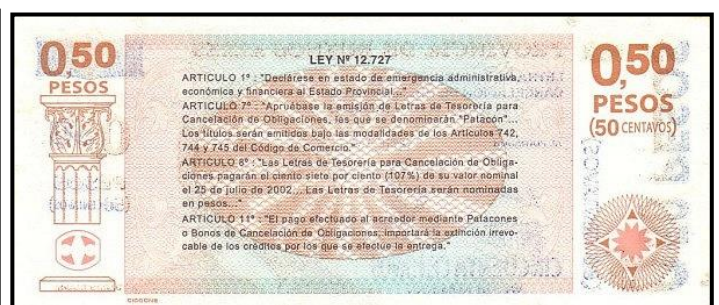 0,50
PESOS
LEY Nº 12.727
ARTICULO 1º : "Declárese en estado de emergencia administrativa,
económica y financiera al Estado Provincial..."
ARTICULO 7º : "Apruébase la emisión de Letras de Tesorería para
Cancelación de Obligaciones, las que se denominarán "Patacón"...
Los títulos serán emitidos bajo las modalidades de los Artículos 742,
744 y 745 del Código de Comercio."
ARTICULO 8º : "Las Letras de Tesorería para Cancelación de Obliga-
ciones pagarán el ciento siete por ciento (107%) de su valor nominal
el 25 de julio de 2002... Las Letras de Tesorería serán nominadas
en pesos..."
ARTICULO 11º : "El pago efectuado al acreedor mediante Patacones
o Bonos de Cancelación de Obligaciones, importará la extinción irrevo-
cable de los créditos por los que se efectúe la entrega."
0,50
PESOS
(50 CENTAVOS)
CICCONE